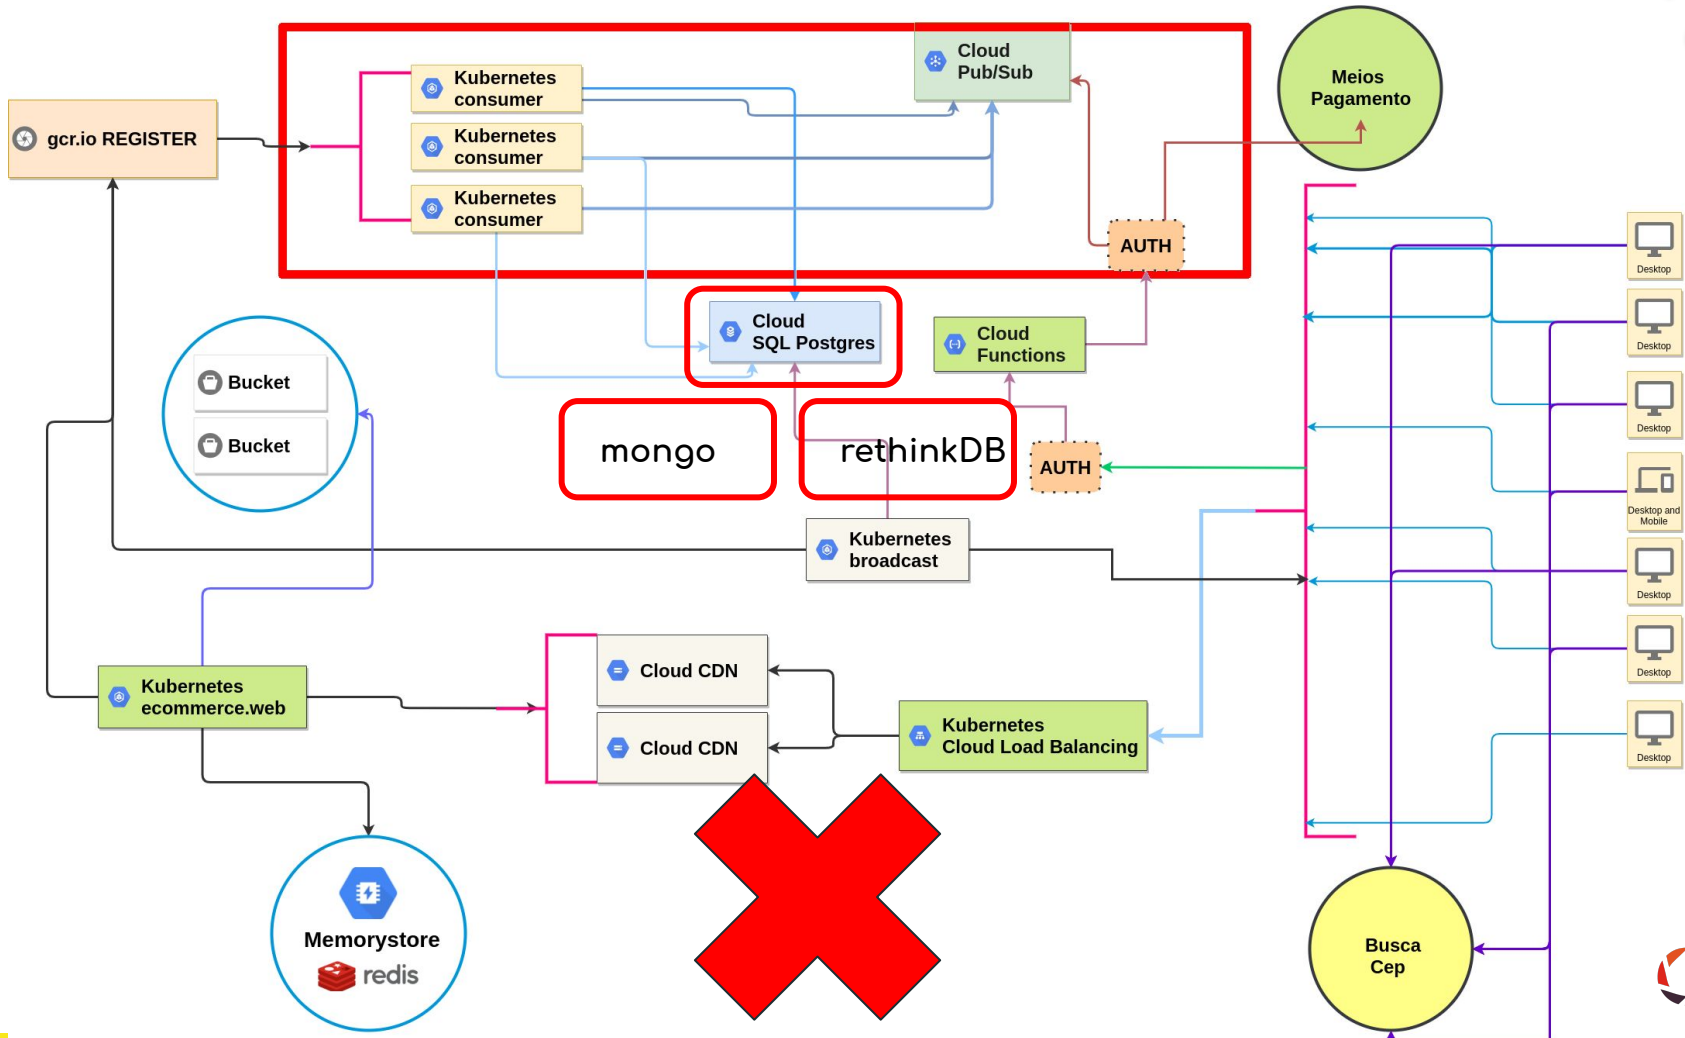 Cloud
Pub/Sub
Meios
Pagamento
Kubernetes
consumer
gcr.io REGISTER
Kubernetes
consumer
Kubernetes
consumer
AUTH
Desktop
Cloud
SQL Postgres
Cloud
Functions
Desktop
Bucket
Bucket
Desktop
mongo
rethinkDB
AUTH
Desktop and
Mobile
Kubernetes
broadcast
Desktop
Kubernetes
ecommerce.web
Cloud CDN
Desktop
Cloud CDN
Kubernetes
Cloud Load Balancing
Desktop
Memorystore
redis
Busca
Cep